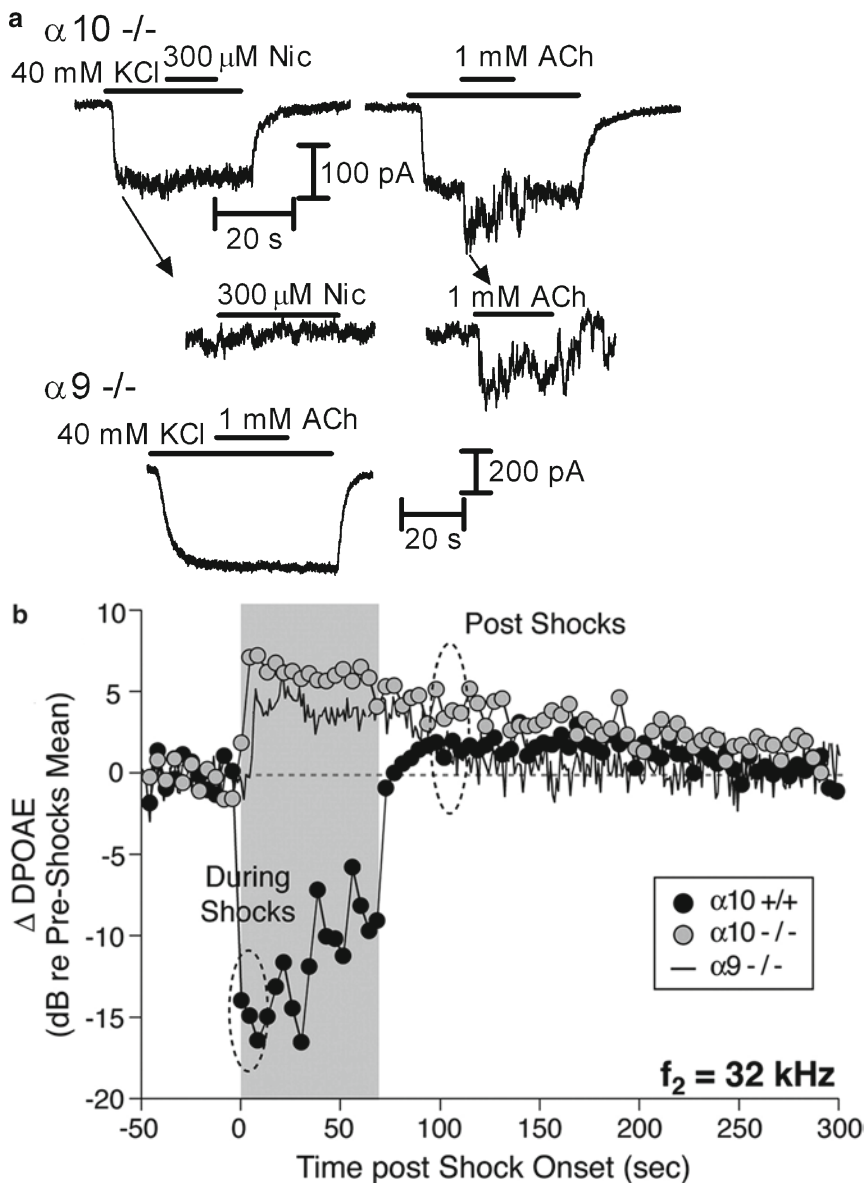 a
α10 -/-
300 μM Nic
1 mM ACh
40 mM KCl
100 pA
20 s
300 μM Nic
1 mM ACh
α9 -/-
1 mM ACh
40 mM KCl
200 pA
20 s
b
10
5
0
-5
-10
-15
-20
Δ DPOAE
(dB re Pre-Shocks Mean)
Post Shocks
During
Shocks
α10 +/+
α10 -/-
α9 -/-
f2 = 32 kHz
-50
0
50
100
150
200
250
300
Time post Shock Onset (sec)